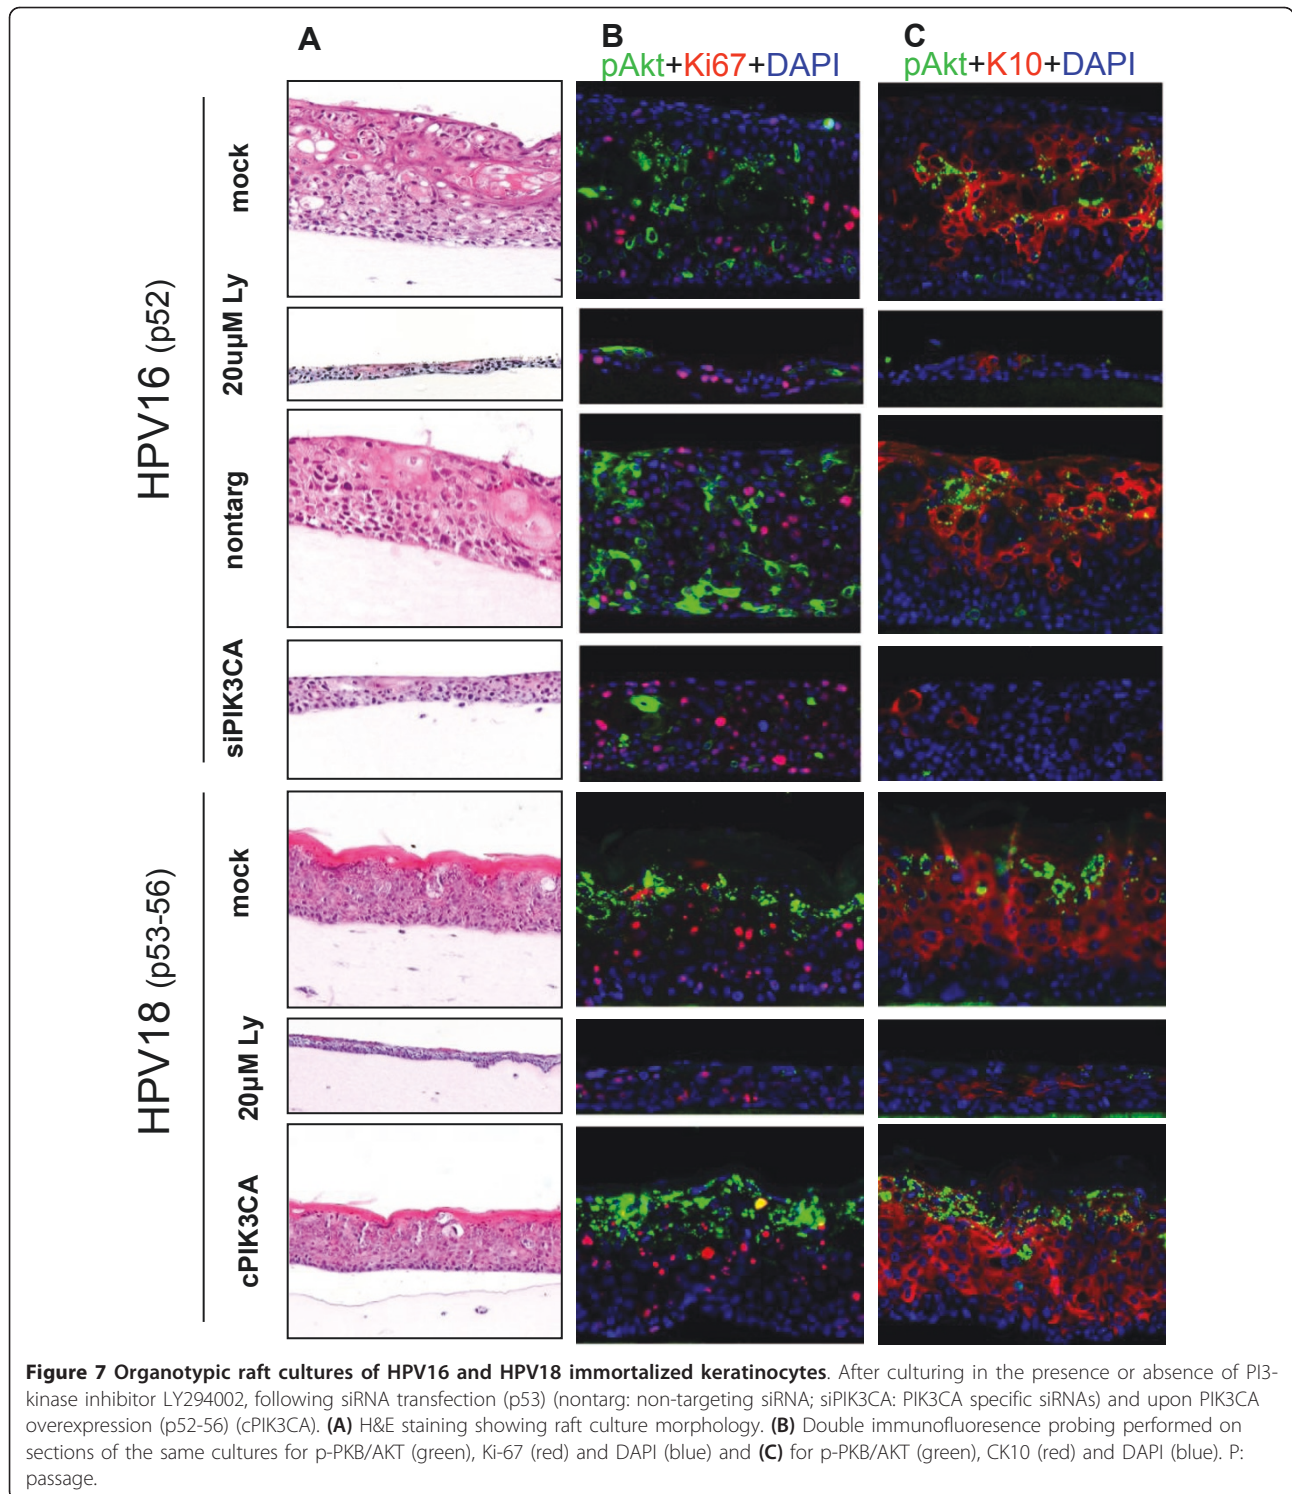 A
B
C
pAkt+Ki67+DAPI
pAkt+K10+DAPI
HPV16 (p52)
mock
20uµM Ly
nontarg
siPIK3CA
HPV18 (p53-56)
mock
20µM Ly
cPIK3CA
Figure 7 Organotypic raft cultures of HPV16 and HPV18 immortalized keratinocytes. After culturing in the presence or absence of PI3-
kinase inhibitor LY294002, following siRNA transfection (p53) (nontarg: non-targeting siRNA; siPIK3CA: PIK3CA specific siRNAs) and upon PIK3CA
overexpression (p52-56) (cPIK3CA). (A) H&E staining showing raft culture morphology. (B) Double immunofluoresence probing performed on
sections of the same cultures for p-PKB/AKT (green), Ki-67 (red) and DAPI (blue) and (C) for p-PKB/AKT (green), CK10 (red) and DAPI (blue). P:
passage.